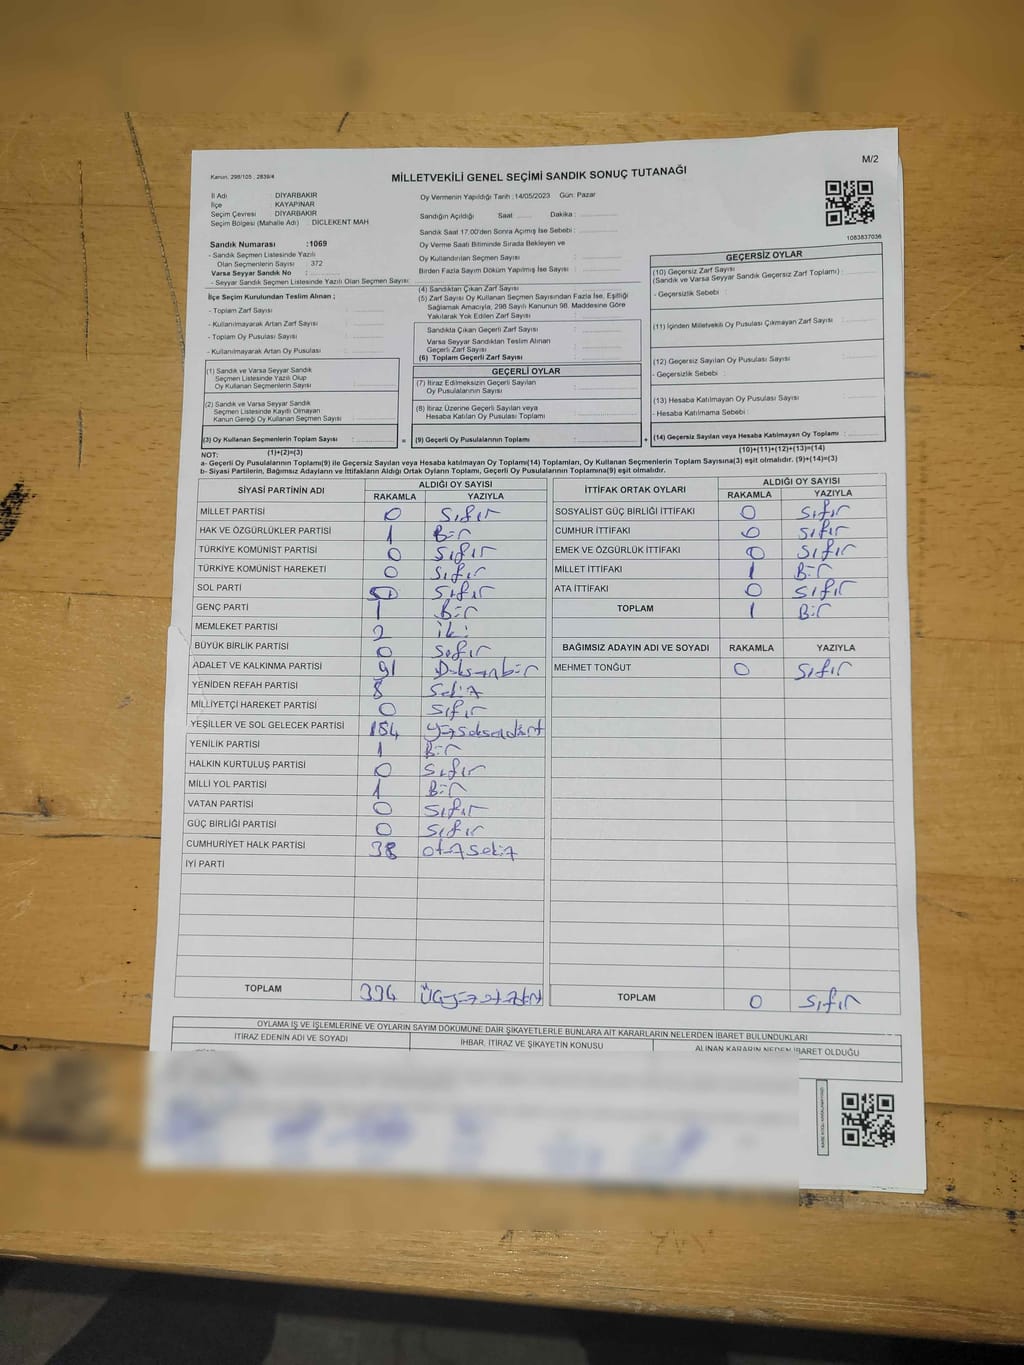 M/2
Kanun. 298/105 , 2839/4
MİLLETVEKİLİ GENEL SEÇİMİ SANDIK SONUÇ TUTANAĞI
İl Adı DİYARBAKIR
İlçe KAYAPINAR
Seçim Çevresi DİYARBAKIR
Seçim Bölgesi (Mahalle Adı) : DİCLEKENT MAH
Oy Vermenin Yapıldığı Tarih : 14/05/2023 Gün: Pazar
Sandığın Açıldığı Saat ...... Dakika :
Sandık Saat 17.00'den Sonra Açımış İse Sebebi :
Oy Verme Saati Bitiminde Sırada Bekleyen ve
Oy Kullandırılan Seçmen Sayısı :
Birden Fazla Sayım Döküm Yapılmış İse Sayısı :
1083837036
Sandık Numarası :1069
- Sandık Seçmen Listesinde Yazılı
Olan Seçmenlerin Sayısı : 372
Varsa Seyyar Sandık No :
- Seyyar Sandık Seçmen Listesinde Yazılı Olan Seçmen Sayısı:
İlçe Seçim Kurulundan Teslim Alınan ;
- Toplam Zarf Sayısı :
- Kullanılmayarak Artan Zarf Sayısı :
- Toplam Oy Pusulası Sayısı :
- Kullanılmayarak Artan Oy Pusulası :
(1) Sandık ve Varsa Seyyar Sandık
Seçmen Listesinde Yazılı Olup
Oy Kullanan Seçmenlerin Sayısı :
(2) Sandık ve Varsa Seyyar Sandık
Seçmen Listesinde Kayıtlı Olmayan
Kanun Gereği Oy Kullanan Seçmen Sayısı :
(3) Oy Kullanan Seçmenlerin Toplam Sayısı : =
(1)+(2)=(3)
(4) Sandıktan Çıkan Zarf Sayısı :
(5) Zarf Sayısı Oy Kullanan Seçmen Sayısından Fazla İse, Eşitliği
Sağlamak Amacıyla, 298 Sayılı Kanunun 98. Maddesine Göre
Yakılarak Yok Edilen Zarf Sayısı :
Sandıkta Çıkan Geçerli Zarf Sayısı :
Varsa Seyyar Sandıktan Teslim Alınan
Geçerli Zarf Sayısı :
(6) Toplam Geçerli Zarf Sayısı :
GEÇERLİ OYLAR
(7) İtiraz Edilmeksizin Geçerli Sayılan
Oy Pusulalarının Sayısı :
(8) İtiraz Üzerine Geçerli Sayılan veya
Hesaba Katılan Oy Pusulası Toplamı :
(9) Geçerli Oy Pusulalarının Toplamı : +
GEÇERSİZ OYLAR
(10) Geçersiz Zarf Sayısı
(Sandık ve Varsa Seyyar Sandık Geçersiz Zarf Toplamı) :
- Geçersizlik Sebebi :
(11) İçinden Milletvekili Oy Pusulası Çıkmayan Zarf Sayısı :
(12) Geçersiz Sayılan Oy Pusulası Sayısı :
- Geçersizlik Sebebi :
(13) Hesaba Katılmayan Oy Pusulası Sayısı :
- Hesaba Katılmama Sebebi :
(14) Geçersiz Sayılan veya Hesaba Katılmayan Oy Toplamı :
(10)+(11)+(12)+(13)=(14)
NOT:
a- Geçerli Oy Pusulalarının Toplamı(9) ile Geçersiz Sayılan veya Hesaba katılmayan Oy Toplamı(14) Toplamları, Oy Kullanan Seçmenlerin Toplam Sayısına(3) eşit olmalıdır. (9)+(14)=(3)
b- Siyasi Partilerin, Bağımsız Adayların ve İttifakların Aldığı Ortak Oyların Toplamı, Geçerli Oy Pusulalarının Toplamına(9) eşit olmalıdır.
SİYASİ PARTİNİN ADI ALDIĞI OY SAYISI
RAKAMLA YAZIYLA
MİLLET PARTİSİ 0 Sıfır
HAK VE ÖZGÜRLÜKLER PARTİSİ 1 Bir
TÜRKİYE KOMÜNİST PARTİSİ 0 Sıfır
TÜRKİYE KOMÜNİST HAREKETİ 0 Sıfır
SOL PARTİ 0 Sıfır
GENÇ PARTİ 1 Bir
MEMLEKET PARTİSİ 2 iki
BÜYÜK BİRLİK PARTİSİ 0 Sıfır
ADALET VE KALKINMA PARTİSİ 91 Doksanbir
YENİDEN REFAH PARTİSİ 8 Sekiz
MİLLİYETÇİ HAREKET PARTİSİ 0 Sıfır
YEŞİLLER VE SOL GELECEK PARTİSİ 184 yüzseksendört
YENİLİK PARTİSİ 1 Bir
HALKIN KURTULUŞ PARTİSİ 0 Sıfır
MİLLİ YOL PARTİSİ 1 Bir
VATAN PARTİSİ 0 Sıfır
GÜÇ BİRLİĞİ PARTİSİ 0 Sıfır
CUMHURİYET HALK PARTİSİ 38 otuzsekiz
İYİ PARTİ
TOPLAM 334
İTTİFAK ORTAK OYLARI ALDIĞI OY SAYISI
RAKAMLA YAZIYLA
SOSYALİST GÜÇ BİRLİĞİ İTTİFAKI 0 Sıfır
CUMHUR İTTİFAKI 0 Sıfır
EMEK VE ÖZGÜRLÜK İTTİFAKI 0 Sıfır
MİLLET İTTİFAKI 1 Bir
ATA İTTİFAKI 0 Sıfır
TOPLAM 1 Bir
BAĞIMSIZ ADAYIN ADI VE SOYADI RAKAMLA YAZIYLA
MEHMET TONĞUT 0 Sıfır
TOPLAM 0 Sıfır
OYLAMA İŞ VE İŞLEMLERİNE VE OYLARIN SAYIM DÖKÜMÜNE DAİR ŞİKAYETLERLE BUNLARA AİT KARARLARIN NELERDEN İBARET BULUNDUKLARI
İTİRAZ EDENİN ADI VE SOYADI
İHBAR, İTİRAZ VE ŞİKAYETİN KONUSU
ALINAN KARARIN NEDEN İBARET OLDUĞU